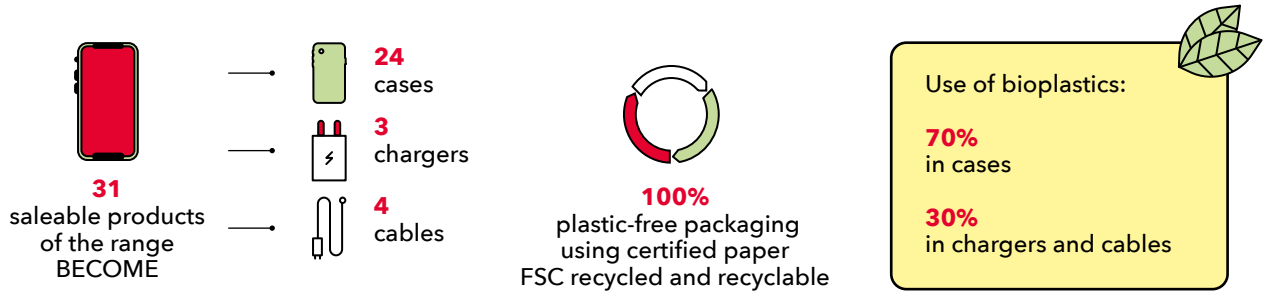 31
saleable products
of the range
BECOME
24
cases
3
chargers
4
cables
100%
plastic-free packaging
using certified paper
FSC recycled and recyclable
Use of bioplastics:
70%
in cases
30%
in chargers and cables